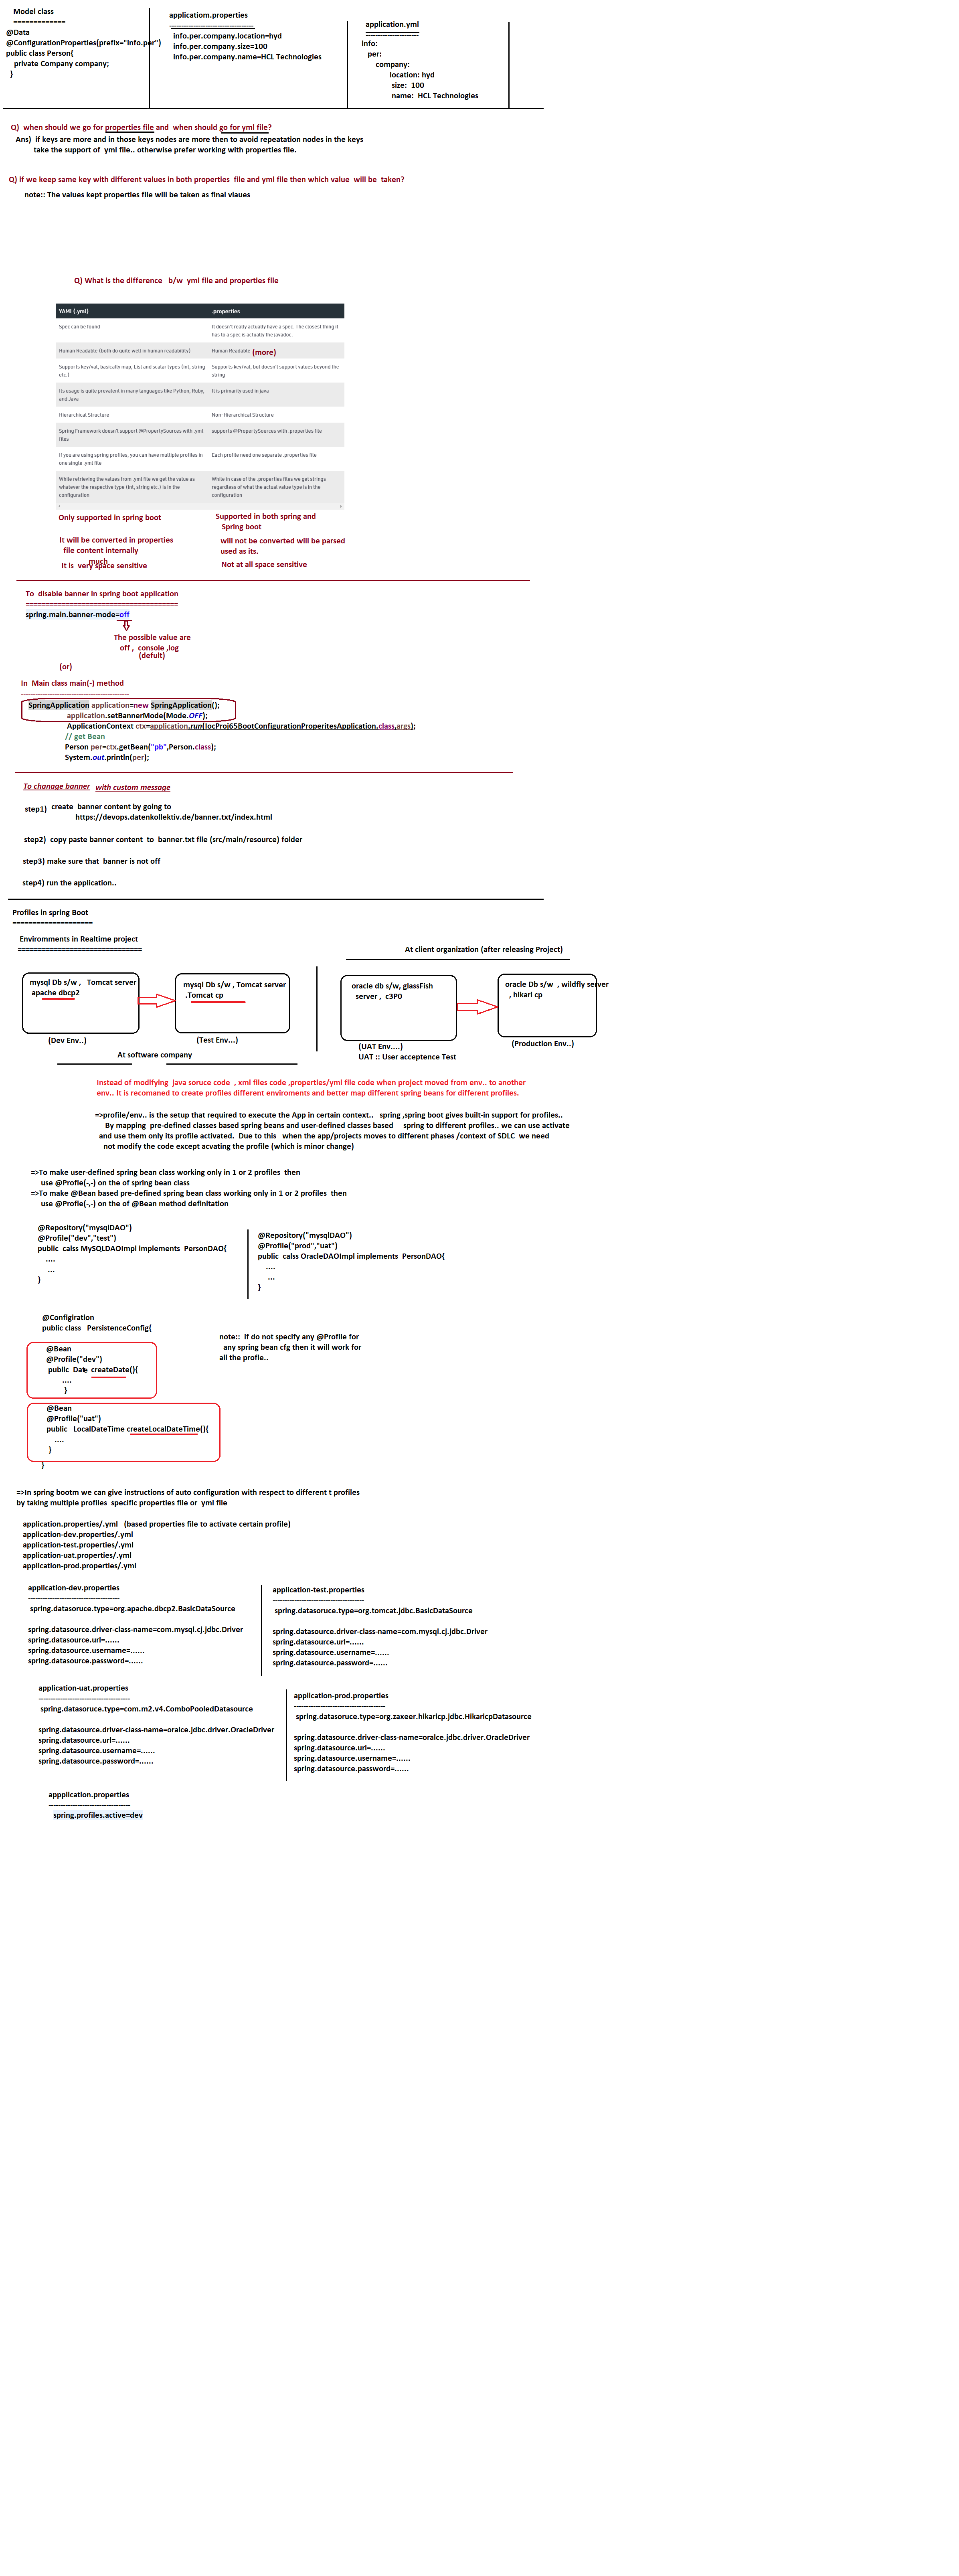 Model class
=============
@Data
@ConfigurationProperties(prefix="info.per")
public class Person{
private Company company;
}
applicatiom.properties
----------------------------------
info.per.company.location=hyd
info.per.company.size=100
info.per.company.name=HCL Technologies
application.yml
----------------------
info:
per:
company:
location: hyd
size: 100
name: HCL Technologies
Q) when should we go for properties file and when should go for yml file?
Ans) if keys are more and in those keys nodes are more then to avoid repeatation nodes in the keys
take the support of yml file.. otherwise prefer working with properties file.
Q) if we keep same key with different values in both properties file and yml file then which value will be taken?
note:: The values kept properties file will be taken as final vlaues
Q) What is the difference b/w yml file and properties file
YAML(.yml) .properties
Spec can be found It doesn't really actually have a spec. The closest thing it
has to a spec is actually the javadoc.
Human Readable (both do quite well in human readability) Human Readable (more)
Supports key/val, basically map, List and scalar types (int, string Supports key/val, but doesn't support values beyond the
etc.) string
Its usage is quite prevalent in many languages like Python, Ruby, It is primarily used in java
and Java
Hierarchical Structure Non-Hierarchical Structure
Spring Framework doesn't support @PropertySources with .yml supports @PropertySources with .properties file
files
If you are using spring profiles, you can have multiple profiles in Each profile need one separate .properties file
one single .yml file
While retrieving the values from .yml file we get the value as While in case of the .properties files we get strings
whatever the respective type (int, string etc.) is in the regardless of what the actual value type is in the
configuration configuration
Only supported in spring boot
Supported in both spring and
Spring boot
It will be converted in properties
file content internally
will not be converted will be parsed
used as its.
much
It is very space sensitive
Not at all space sensitive
To disable banner in spring boot application
======================================
spring.main.banner-mode=off
The possible value are
off , console ,log
(defult)
(or)
In Main class main(-) method
---------------------------------------------
SpringApplication application=new SpringApplication();
application.setBannerMode(Mode.OFF);
ApplicationContext ctx=application.run(IocProj65BootConfigurationProperitesApplication.class,args);
// get Bean
Person per=ctx.getBean("pb",Person.class);
System.out.println(per);
To chanage banner with custom message
step1) create banner content by going to
https://devops.datenkollektiv.de/banner.txt/index.html
step2) copy paste banner content to banner.txt file (src/main/resource) folder
step3) make sure that banner is not off
step4) run the application..
Profiles in spring Boot
====================
Enviromments in Realtime project
===============================
At client organization (after releasing Project)
mysql Db s/w , Tomcat server
apache dbcp2
mysql Db s/w , Tomcat server
.Tomcat cp
oracle db s/w, glassFish
server , c3P0
oracle Db s/w , wildfly server
, hikari cp
(Dev Env..)
(Test Env...)
(UAT Env....)
UAT :: User acceptence Test
(Production Env..)
At software company
Instead of modifying java soruce code , xml files code ,properties/yml file code when project moved from env.. to another
env.. It is recomaned to create profiles different enviroments and better map different spring beans for different profiles.
=>profile/env.. is the setup that required to execute the App in certain context.. spring ,spring boot gives built-in support for profiles..
By mapping pre-defined classes based spring beans and user-defined classes based spring to different profiles.. we can use activate
and use them only its profile activated. Due to this when the app/projects moves to different phases /context of SDLC we need
not modify the code except acvating the profile (which is minor change)
=>To make user-defined spring bean class working only in 1 or 2 profiles then
use @Profle(-,-) on the of spring bean class
=>To make @Bean based pre-defined spring bean class working only in 1 or 2 profiles then
use @Profle(-,-) on the of @Bean method definitation
@Repository("mysqlDAO")
@Profile("dev","test")
public calss MySQLDAOImpl implements PersonDAO{
....
...
}
@Repository("mysqlDAO")
@Profile("prod","uat")
public calss OracleDAOImpl implements PersonDAO{
....
...
}
@Configiration
public class PersistenceConfig{
@Bean
@Profile("dev")
public Date createDate(){
....
}
@Bean
@Profile("uat")
public LocalDateTime createLocalDateTime(){
....
}
}
note:: if do not specify any @Profile for
any spring bean cfg then it will work for
all the profie..
=>In spring bootm we can give instructions of auto configuration with respect to different t profiles
by taking multiple profiles specific properties file or yml file
application.properties/.yml (based properties file to activate certain profile)
application-dev.properties/.yml
application-test.properties/.yml
application-uat.properties/.yml
application-prod.properties/.yml
application-dev.properties
--------------------------------------
spring.datasoruce.type=org.apache.dbcp2.BasicDataSource
spring.datasource.driver-class-name=com.mysql.cj.jdbc.Driver
spring.datasource.url=......
spring.datasource.username=......
spring.datasource.password=......
application-test.properties
--------------------------------------
spring.datasoruce.type=org.tomcat.jdbc.BasicDataSource
spring.datasource.driver-class-name=com.mysql.cj.jdbc.Driver
spring.datasource.url=......
spring.datasource.username=......
spring.datasource.password=......
application-uat.properties
--------------------------------------
spring.datasoruce.type=com.m2.v4.ComboPooledDatasource
spring.datasource.driver-class-name=oralce.jdbc.driver.OracleDriver
spring.datasource.url=......
spring.datasource.username=......
spring.datasource.password=......
application-prod.properties
--------------------------------------
spring.datasoruce.type=org.zaxeer.hikaricp.jdbc.HikaricpDatasource
spring.datasource.driver-class-name=oralce.jdbc.driver.OracleDriver
spring.datasource.url=......
spring.datasource.username=......
spring.datasource.password=......
appplication.properties
----------------------------------
spring.profiles.active=dev